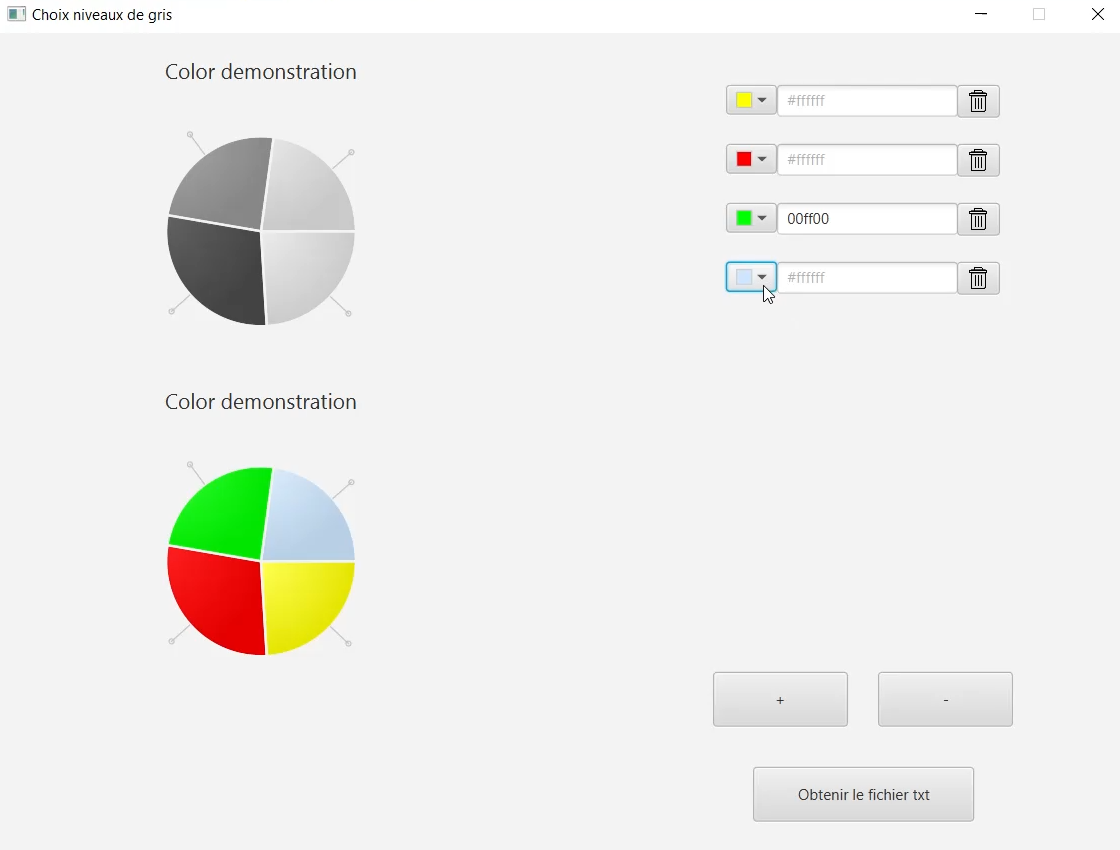 Choix niveaux de gris
Color demonstration
#ffffff
#ffffff
00ff00
#ffffff
Color demonstration
+
-
Obtenir le fichier txt